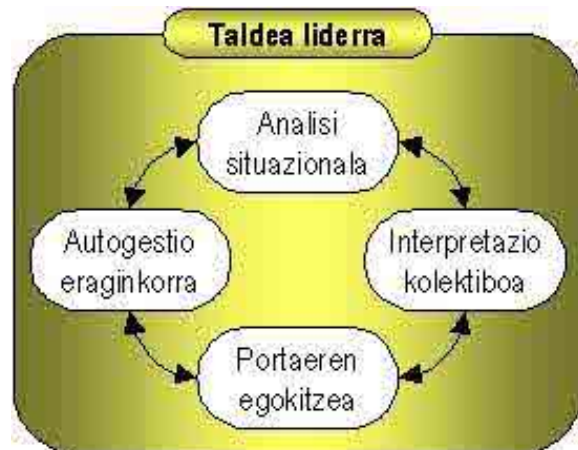 Taldea liderra
Analisi
situazionala
Autogestio
eraginkorra
Interpretazio
kolektiboa
Portaeren
egokitzea